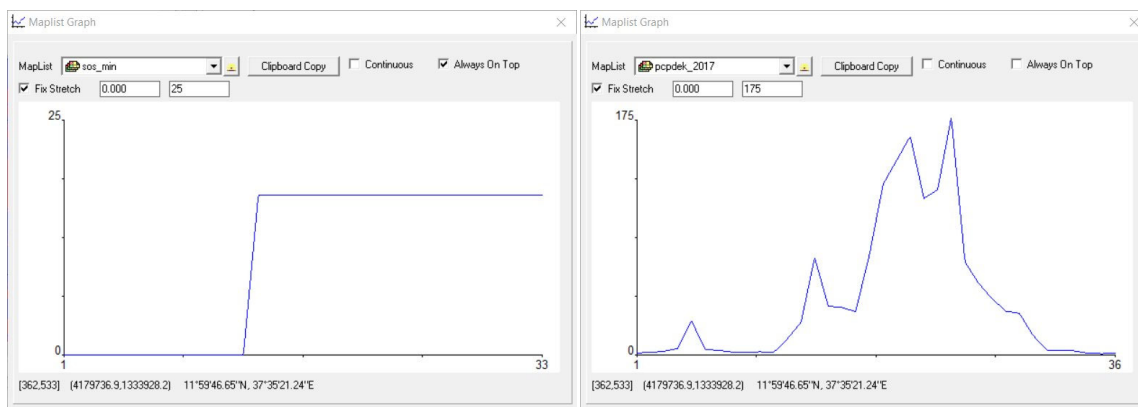 Maplist Graph
MapList sos_min Clipboard Copy Continuous Always On Top
Fix Stretch 0.000 25
25
0
1 33
[362,533] (4179736.9,1333928.2) 11°59'46.65"N, 37°35'21.24"E
Maplist Graph
MapList pcpdek_2017 Clipboard Copy Continuous Always On Top
Fix Stretch 0.000 175
175
0
1 36
[362,533] (4179736.9,1333928.2) 11°59'46.65"N, 37°35'21.24"E